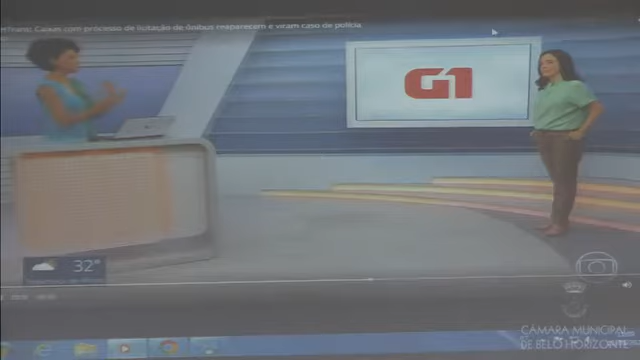 Caixas com processo de licitação de ônibus reaparecem e viram caso de polícia
G1
32°
CÂMARA MUNICIPAL
DE BELO HORIZONTE